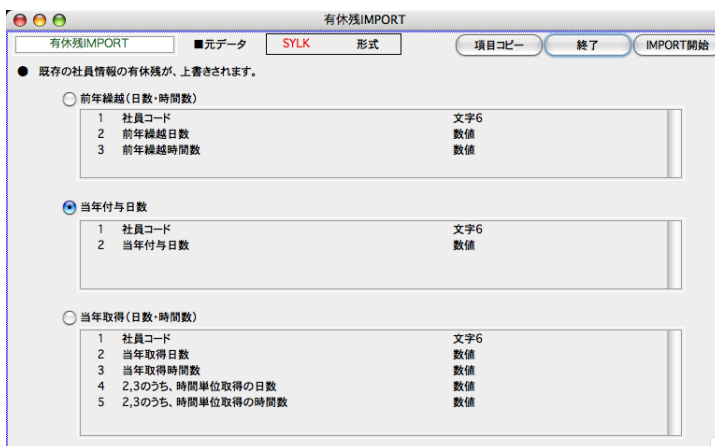 有休残IMPORT
有休残IMPORT ■元データ SYLK 形式 項目コピー 終了 IMPORT開始
● 既存の社員情報の有休残が、上書きされます。
前年繰越(日数・時間数)
1 社員コード 文字6
2 前年繰越日数 数値
3 前年繰越時間数 数値
当年付与日数
1 社員コード 文字6
2 当年付与日数 数値
当年取得(日数・時間数)
1 社員コード 文字6
2 当年取得日数 数値
3 当年取得時間数 数値
4 2,3のうち、時間単位取得の日数 数値
5 2,3のうち、時間単位取得の時間数 数値